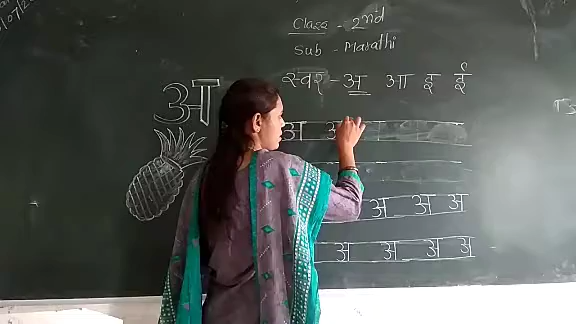 Class - 2nd
Sub - Marathi
स्वर - अ आ इ ई
अ
अ अ
अ अ अ
अ अ अ अ